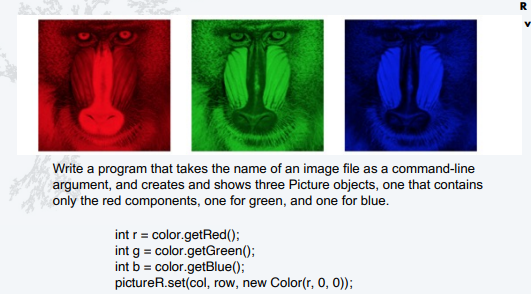 R
v
Write a program that takes the name of an image file as a command-line
argument, and creates and shows three Picture objects, one that contains
only the red components, one for green, and one for blue.
int r = color.getRed();
int g = color.getGreen();
int b = color.getBlue();
pictureR.set(col, row, new Color(r, 0, 0));